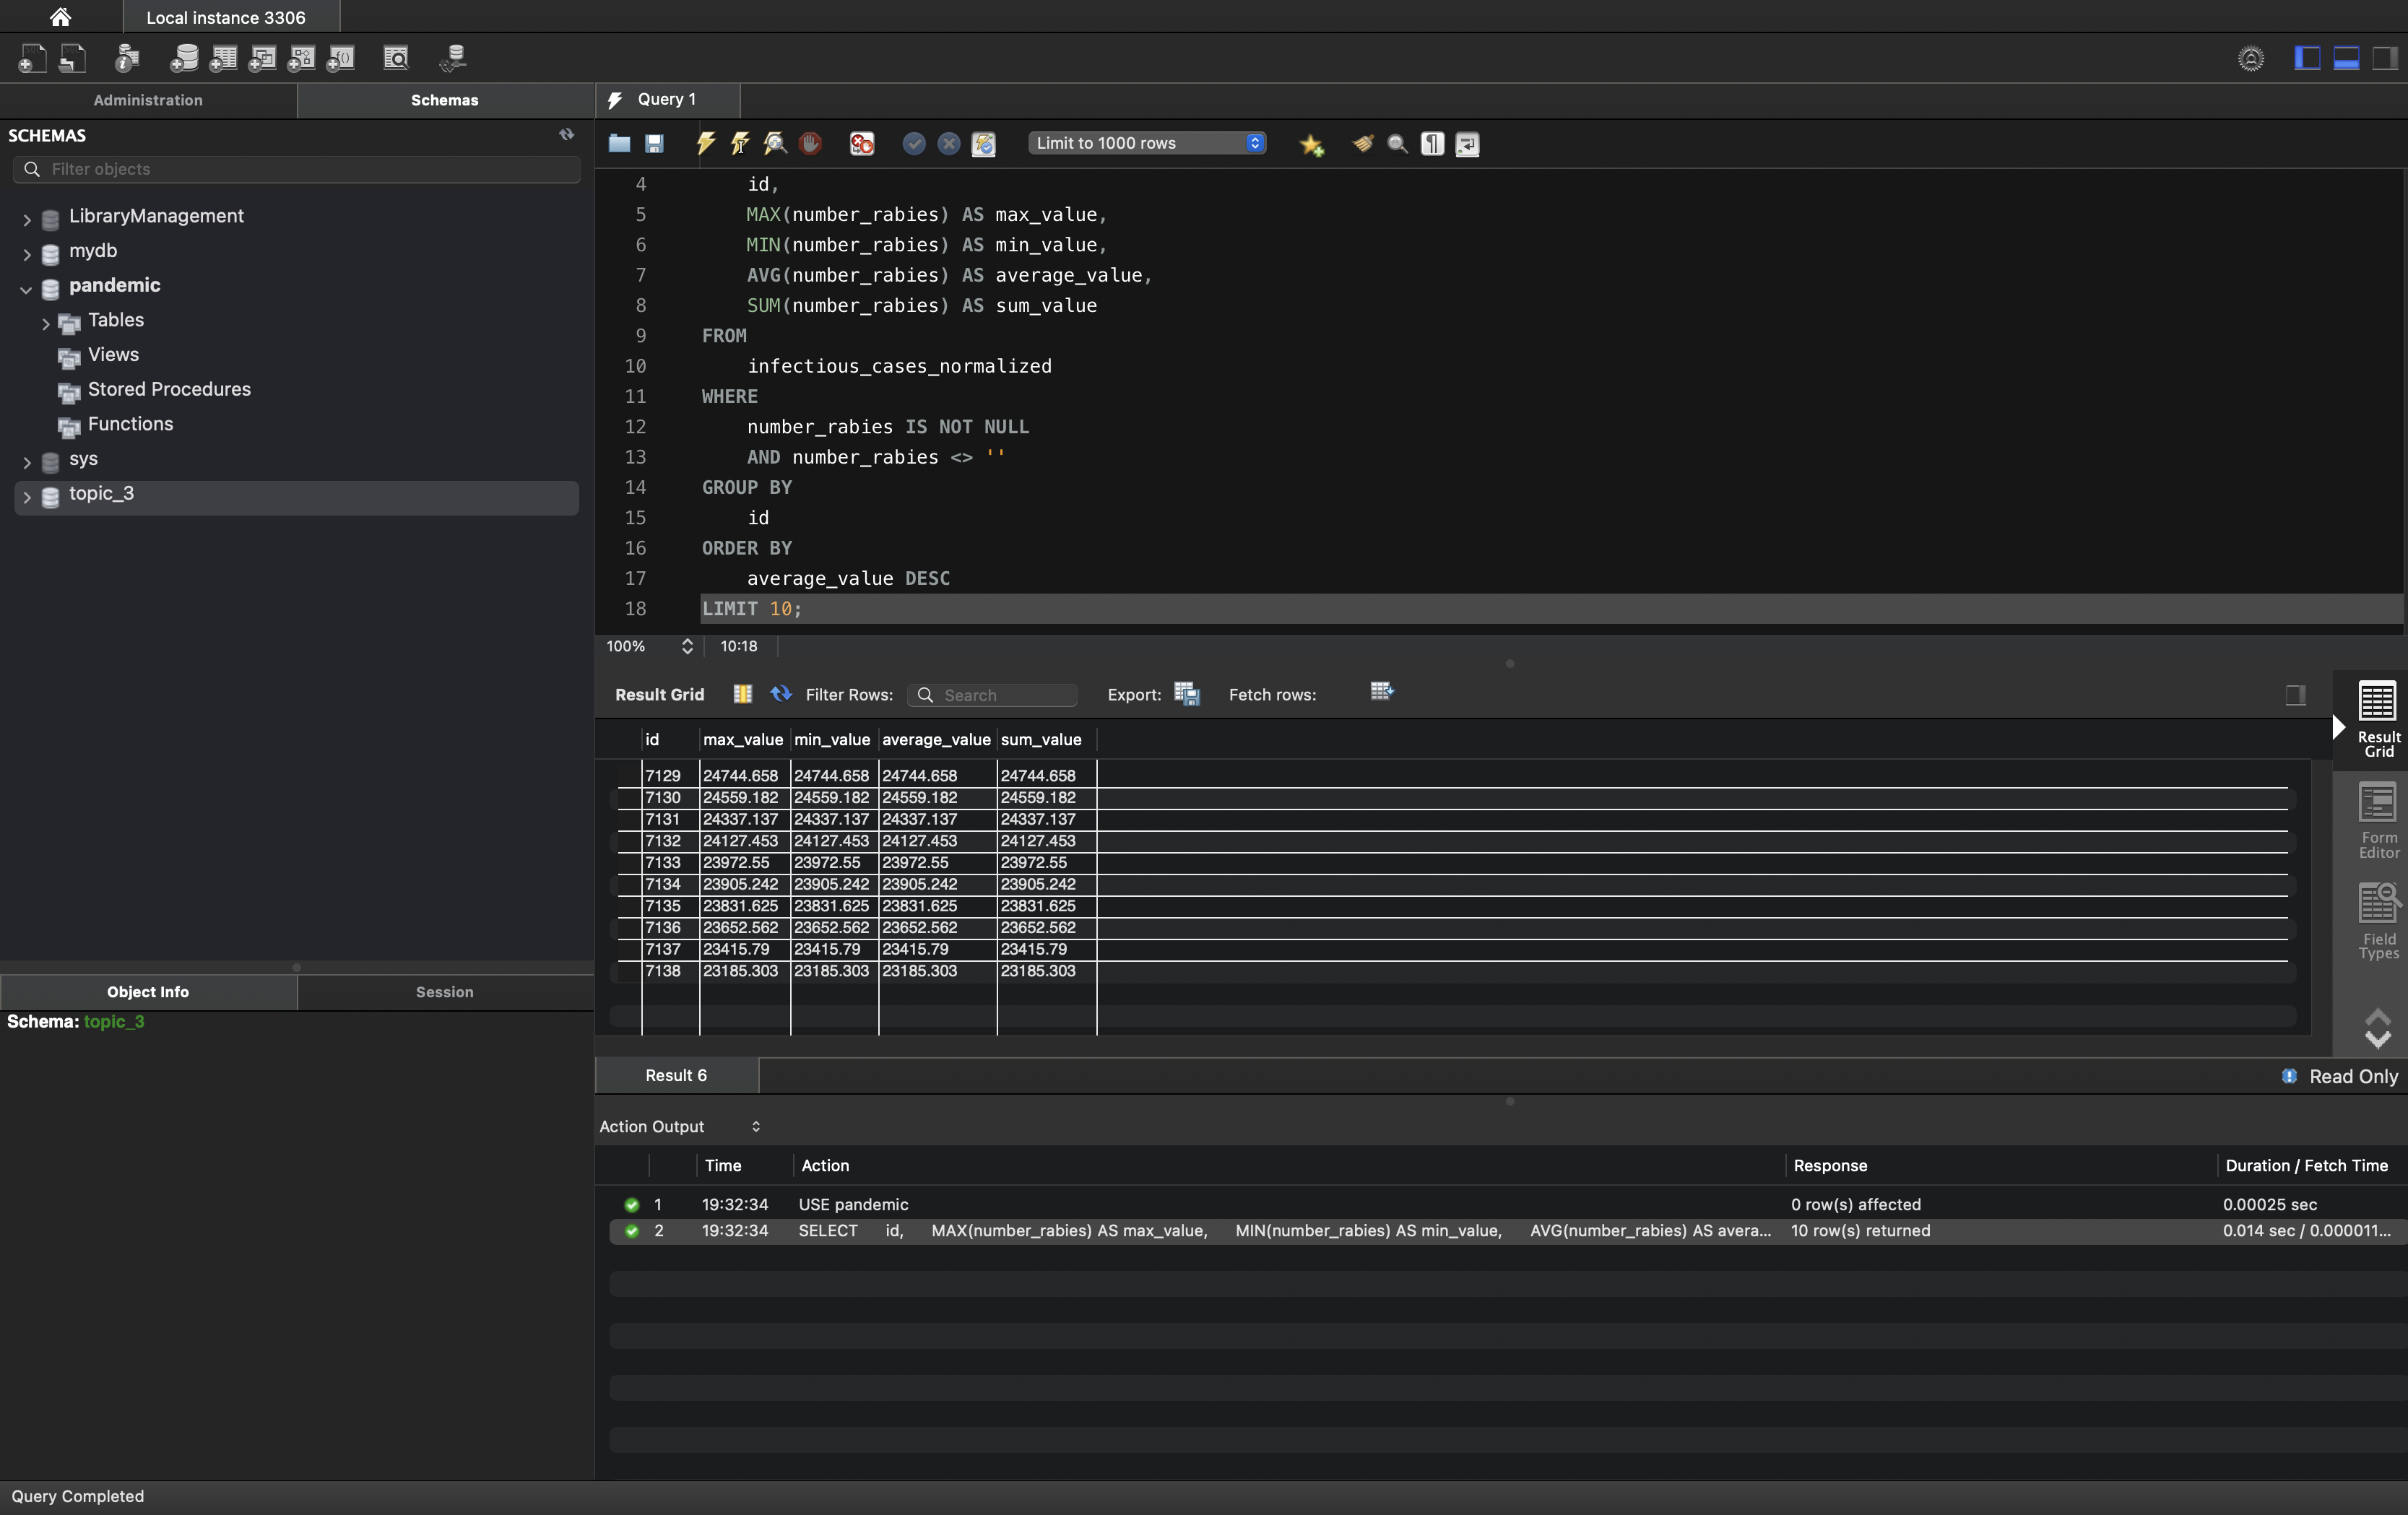 Local instance 3306
Administration
Schemas
Query 1
SCHEMAS
Filter objects
LibraryManagement
mydb
pandemic
Tables
Views
Stored Procedures
Functions
sys
topic_3
Object Info
Session
Schema: topic_3
Limit to 1000 rows
4 id,
5 MAX(number_rabies) AS max_value,
6 MIN(number_rabies) AS min_value,
7 AVG(number_rabies) AS average_value,
8 SUM(number_rabies) AS sum_value
9 FROM
10 infectious_cases_normalized
11 WHERE
12 number_rabies IS NOT NULL
13 AND number_rabies <> ''
14 GROUP BY
15 id
16 ORDER BY
17 average_value DESC
18 LIMIT 10;
100% 10:18
Result Grid Filter Rows: Search Export: Fetch rows:
id max_value min_value average_value sum_value
7129 24744.658 24744.658 24744.658 24744.658
7130 24559.182 24559.182 24559.182 24559.182
7131 24337.137 24337.137 24337.137 24337.137
7132 24127.453 24127.453 24127.453 24127.453
7133 23972.55 23972.55 23972.55 23972.55
7134 23905.242 23905.242 23905.242 23905.242
7135 23831.625 23831.625 23831.625 23831.625
7136 23652.562 23652.562 23652.562 23652.562
7137 23415.79 23415.79 23415.79 23415.79
7138 23185.303 23185.303 23185.303 23185.303
Result
Grid
Form
Editor
Field
Types
Result 6
Read Only
Action Output
Time Action Response Duration / Fetch Time
1 19:32:34 USE pandemic 0 row(s) affected 0.00025 sec
2 19:32:34 SELECT id, MAX(number_rabies) AS max_value, MIN(number_rabies) AS min_value, AVG(number_rabies) AS avera... 10 row(s) returned 0.014 sec / 0.000011...
Query Completed